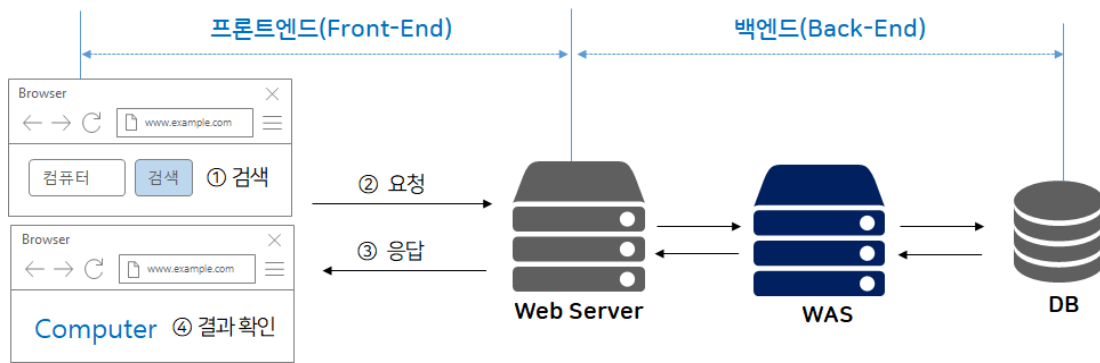 프론트엔드(Front-End)
백엔드(Back-End)
Browser
www.example.com
컴퓨터
검색
① 검색
② 요청
③ 응답
Browser
www.example.com
Computer
④ 결과 확인
Web Server
WAS
DB